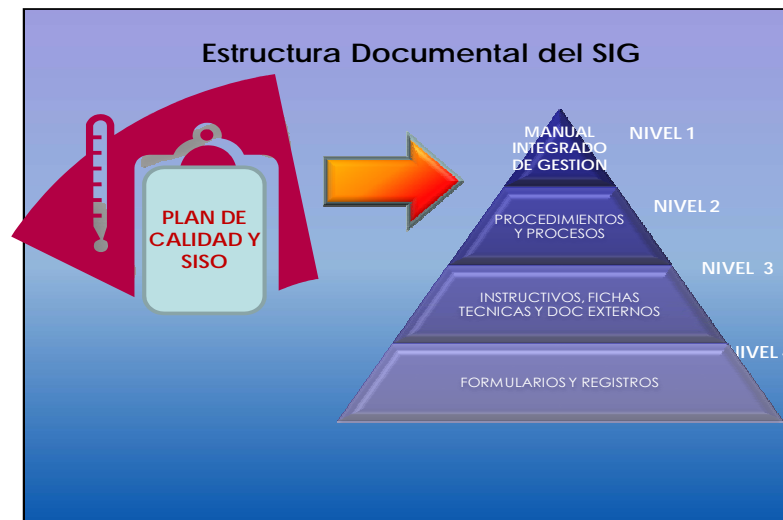 Estructura Documental del SIG
PLAN DE
CALIDAD Y
SISO
MANUAL
INTEGRADO
DE GESTION
NIVEL 1
PROCEDIMIENTOS
Y PROCESOS
NIVEL 2
INSTRUCTIVOS, FICHAS
TECNICAS Y DOC EXTERNOS
NIVEL 3
FORMULARIOS Y REGISTROS